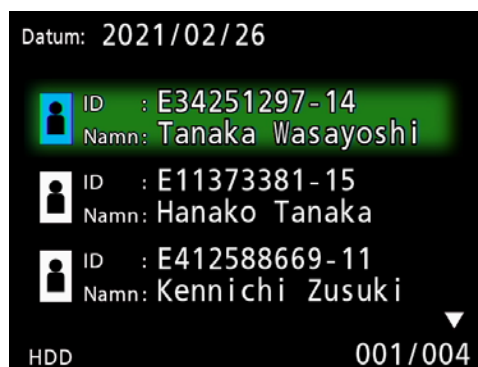 Datum: 2021/02/26
ID : E34251297-14
Namn: Tanaka Wasayoshi
ID : E11373381-15
Namn: Hanako Tanaka
ID : E412588669-11
Namn: Kennichi Zusuki
HDD 001/004